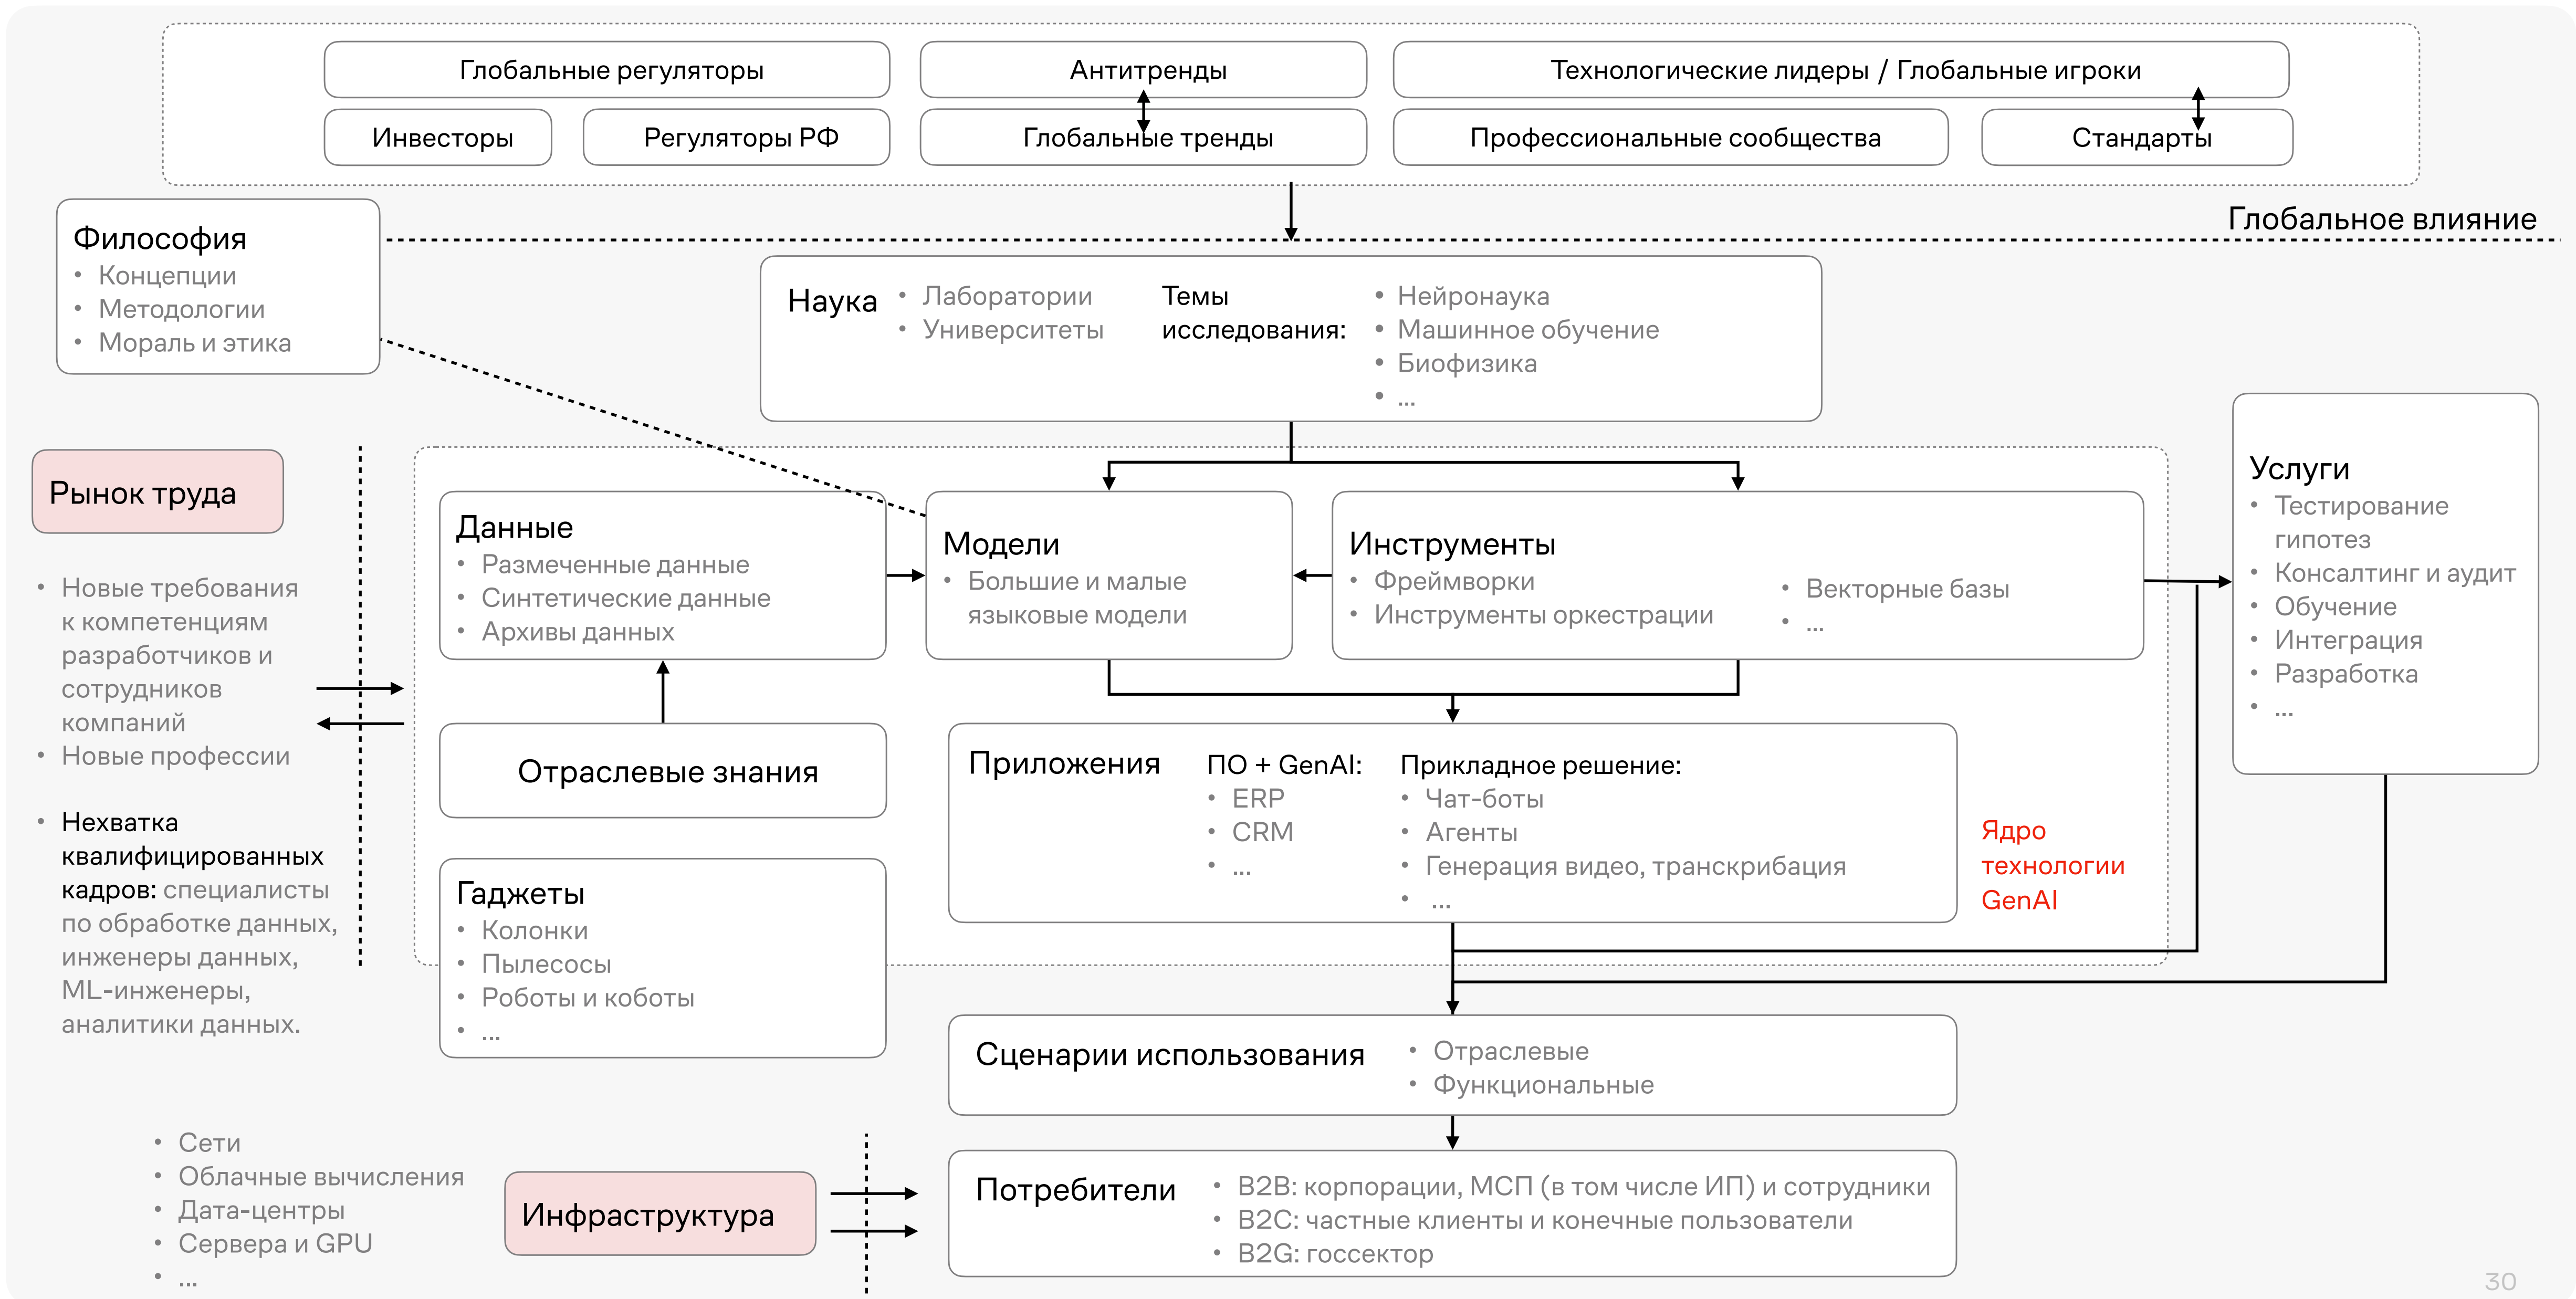 Глобальные регуляторы
Антитренды
Технологические лидеры / Глобальные игроки
Инвесторы
Регуляторы РФ
Глобальные тренды
Профессиональные сообщества
Стандарты
Глобальное влияние
Философия
• Концепции
• Методологии
• Мораль и этика
Наука
• Лаборатории
• Университеты
Темы
исследования:
• Нейронаука
• Машинное обучение
• Биофизика
• ...
Рынок труда
• Новые требования
к компетенциям
разработчиков и
сотрудников
компаний
• Новые профессии
• Нехватка
квалифицированных
кадров: специалисты
по обработке данных,
инженеры данных,
ML-инженеры,
аналитики данных.
Данные
• Размеченные данные
• Синтетические данные
• Архивы данных
Модели
• Большие и малые
языковые модели
Инструменты
• Фреймворки
• Инструменты оркестрации
• Векторные базы
• ...
Услуги
• Тестирование
гипотез
• Консалтинг и аудит
• Обучение
• Интеграция
• Разработка
• ...
Отраслевые знания
Приложения
ПО + GenAI:
• ERP
• CRM
• ...
Прикладное решение:
• Чат-боты
• Агенты
• Генерация видео, транскрибация
• ...
Ядро
технологии
GenAI
Гаджеты
• Колонки
• Пылесосы
• Роботы и коботы
• ...
Сценарии использования
• Отраслевые
• Функциональные
• Сети
• Облачные вычисления
• Дата-центры
• Сервера и GPU
• ...
Инфраструктура
Потребители
• B2B: корпорации, МСП (в том числе ИП) и сотрудники
• B2C: частные клиенты и конечные пользователи
• B2G: госсектор
30